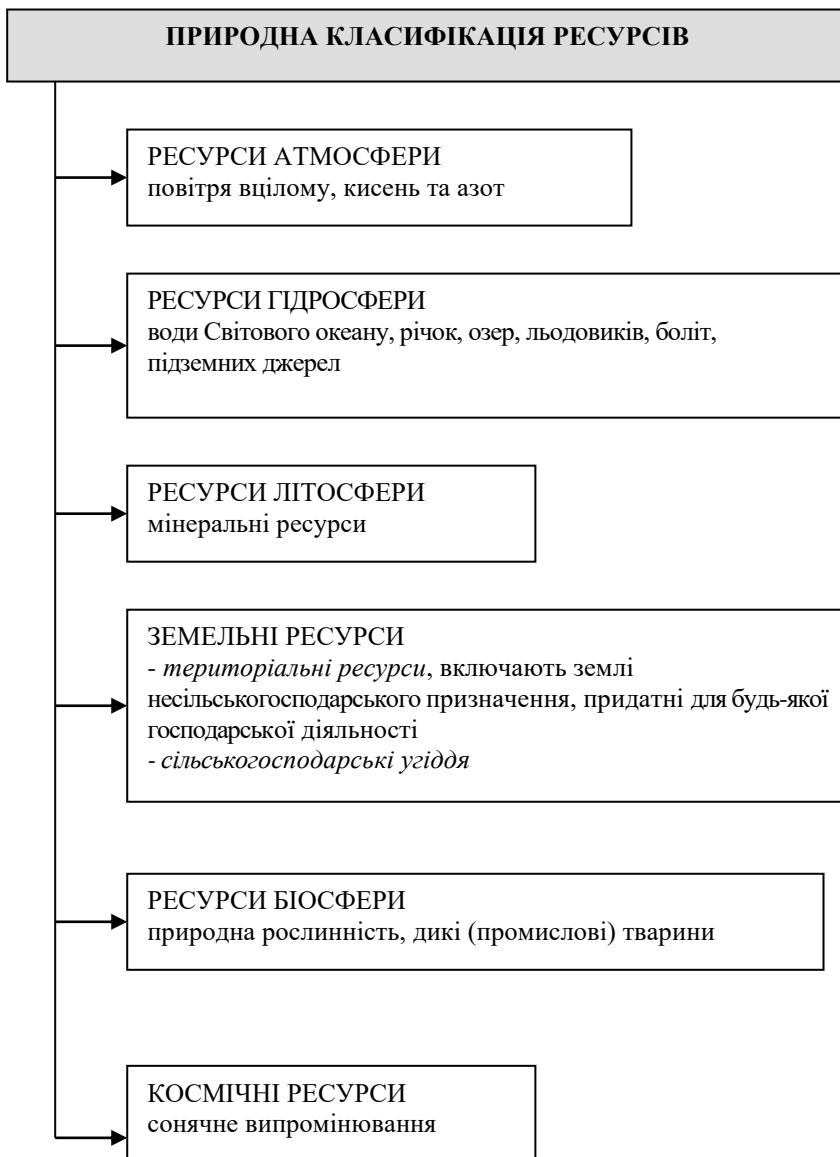 ПРИРОДНА КЛАСИФІКАЦІЯ РЕСУРСІВ
РЕСУРСИ АТМОСФЕРИ
повітря вцілому, кисень та азот
РЕСУРСИ ГІДРОСФЕРИ
води Світового океану, річок, озер, льодовиків, боліт,
підземних джерел
РЕСУРСИ ЛІТОСФЕРИ
мінеральні ресурси
ЗЕМЕЛЬНІ РЕСУРСИ
- територіальні ресурси, включають землі
несільськогосподарського призначення, придатні для будь-якої
господарської діяльності
- сільськогосподарські угіддя
РЕСУРСИ БІОСФЕРИ
природна рослинність, дикі (промислові) тварини
КОСМІЧНІ РЕСУРСИ
сонячне випромінювання